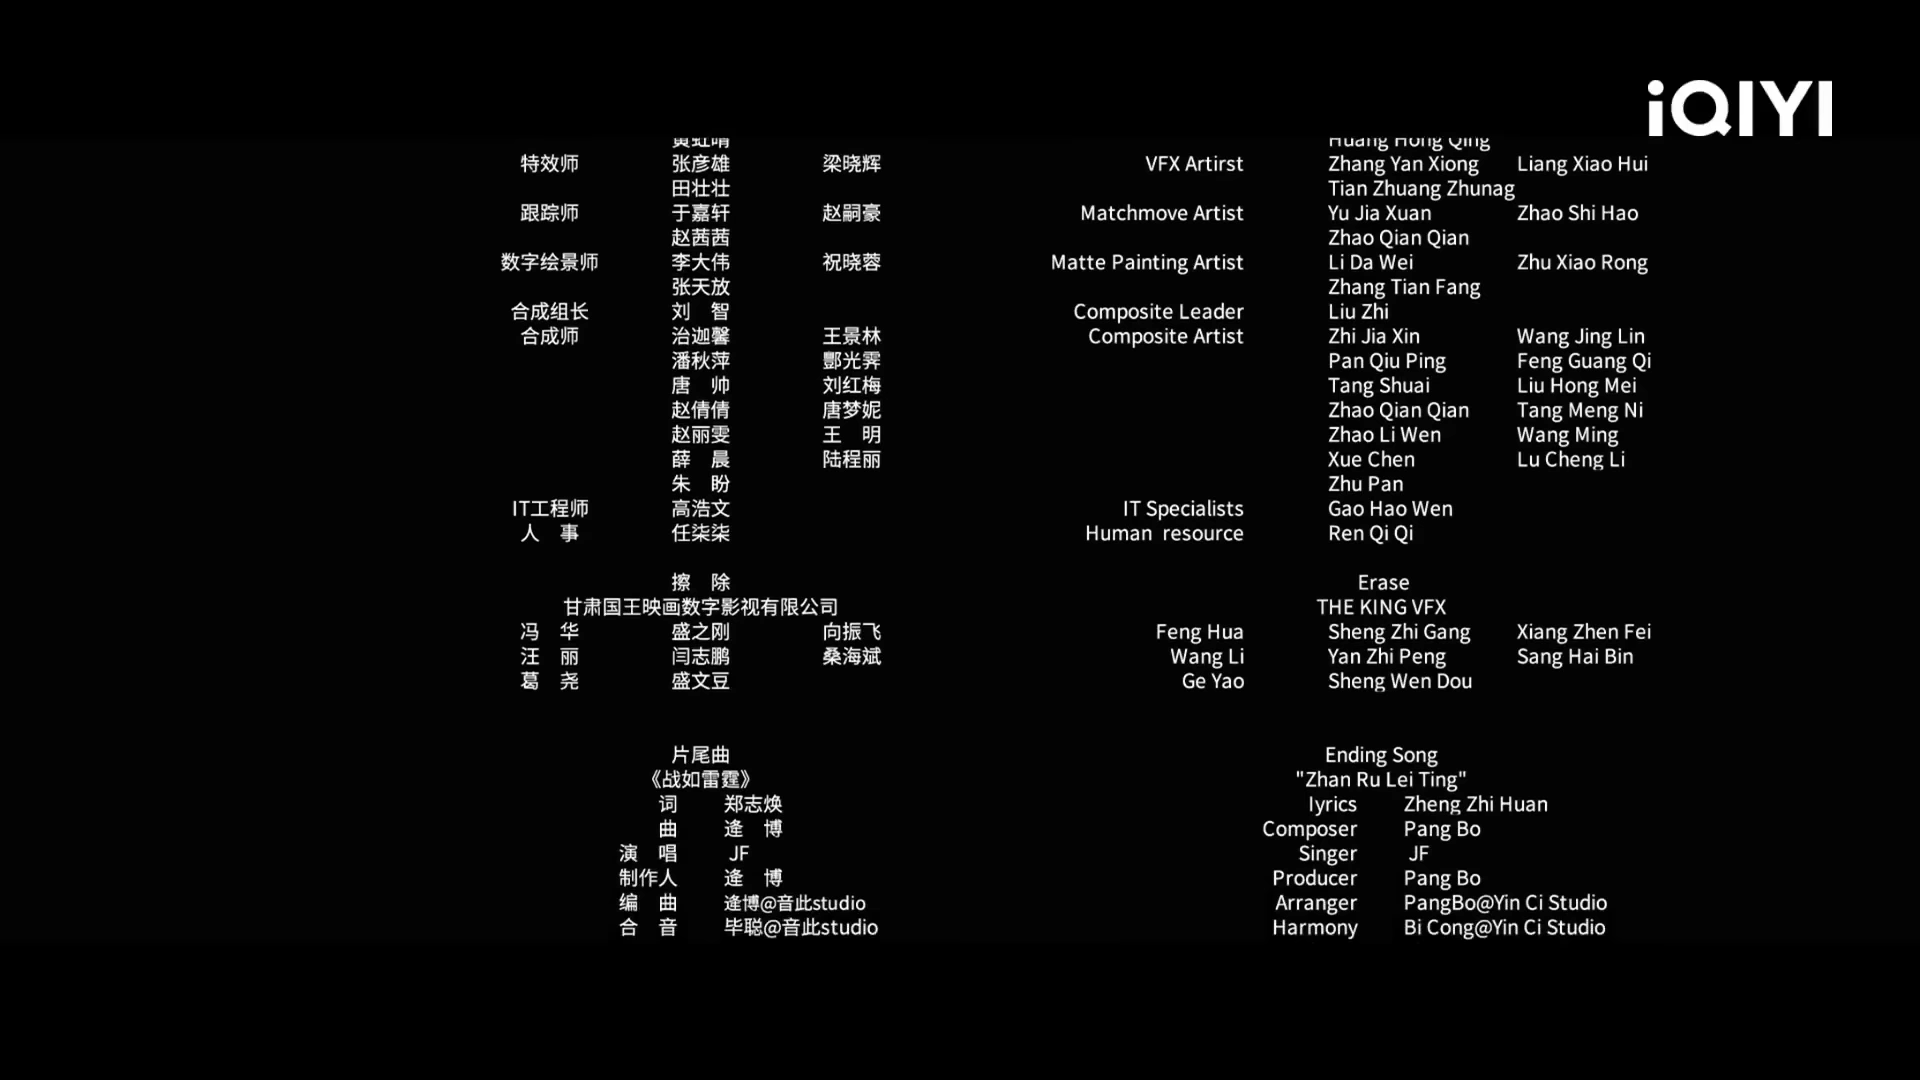 iQIYI
黄虹晴 Huang Hong Qing
特效师 张彦雄 梁晓辉 VFX Artirst Zhang Yan Xiong Liang Xiao Hui
田壮壮 Tian Zhuang Zhunag
跟踪师 于嘉轩 赵嗣豪 Matchmove Artist Yu Jia Xuan Zhao Shi Hao
赵茜茜 Zhao Qian Qian
数字绘景师 李大伟 祝晓蓉 Matte Painting Artist Li Da Wei Zhu Xiao Rong
张天放 Zhang Tian Fang
合成组长 刘 智 Composite Leader Liu Zhi
合成师 治迦馨 王景林 Composite Artist Zhi Jia Xin Wang Jing Lin
潘秋萍 酆光霁 Pan Qiu Ping Feng Guang Qi
唐 帅 刘红梅 Tang Shuai Liu Hong Mei
赵倩倩 唐梦妮 Zhao Qian Qian Tang Meng Ni
赵丽雯 王 明 Zhao Li Wen Wang Ming
薛 晨 陆程丽 Xue Chen Lu Cheng Li
朱 盼 Zhu Pan
IT工程师 高浩文 IT Specialists Gao Hao Wen
人 事 任柒柒 Human resource Ren Qi Qi
擦 除 Erase
甘肃国王映画数字影视有限公司 THE KING VFX
冯 华 盛之刚 向振飞 Feng Hua Sheng Zhi Gang Xiang Zhen Fei
汪 丽 闫志鹏 桑海斌 Wang Li Yan Zhi Peng Sang Hai Bin
葛 尧 盛文豆 Ge Yao Sheng Wen Dou
片尾曲 Ending Song
《战如雷霆》 "Zhan Ru Lei Ting"
词 郑志焕 lyrics Zheng Zhi Huan
曲 逄 博 Composer Pang Bo
演 唱 JF Singer JF
制作人 逄 博 Producer Pang Bo
编 曲 逄博@音此studio Arranger PangBo@Yin Ci Studio
合 音 毕聪@音此studio Harmony Bi Cong@Yin Ci Studio